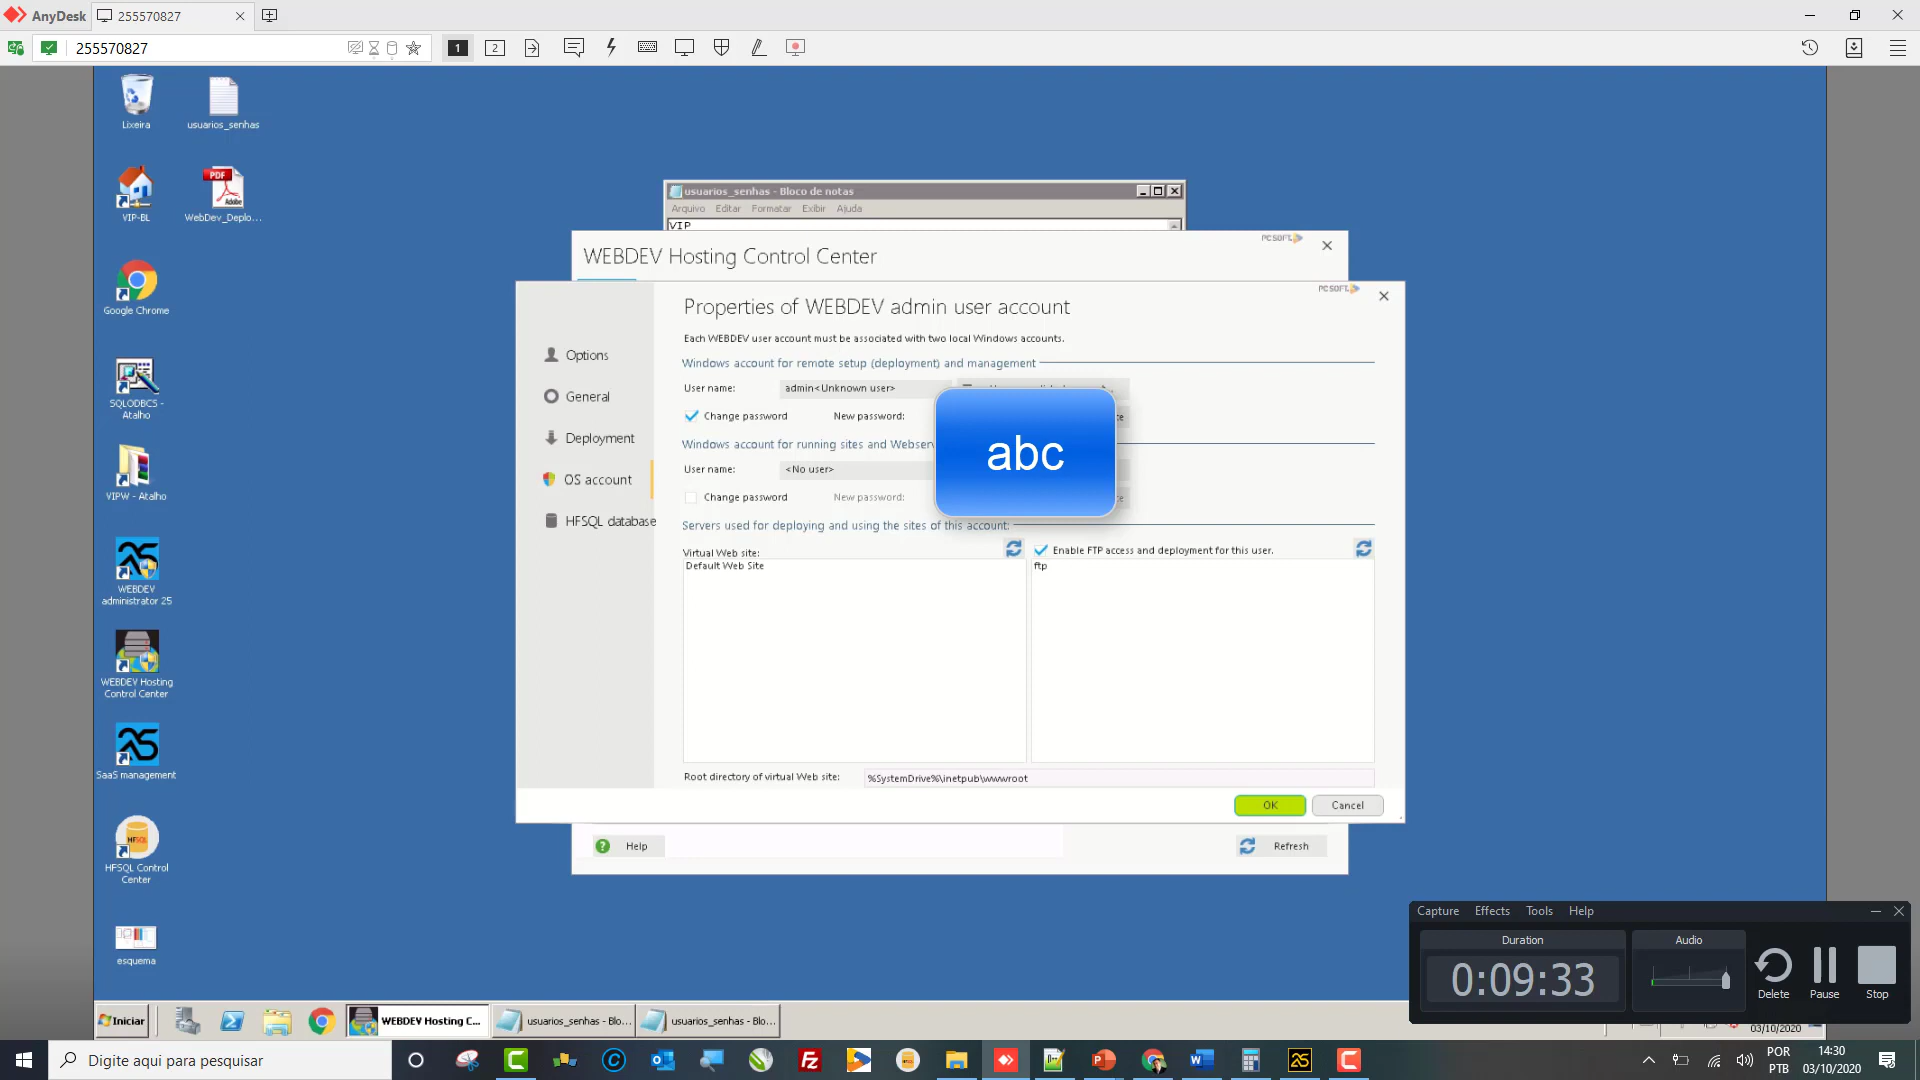 AnyDesk
255570827
255570827
1
2
Lixeira
usuarios_senhas
VIP-BL
WebDev_Deplo...
Google Chrome
SQLODBCS -
Atalho
VIPW - Atalho
WEBDEV
administrator 25
WEBDEV Hosting
Control Center
SaaS management
HFSQL Control
Center
esquema
usuarios_senhas - Bloco de notas
Arquivo Editar Formatar Exibir Ajuda
VIP
WEBDEV Hosting Control Center
PC SOFT
Properties of WEBDEV admin user account
PC SOFT
Each WEBDEV user account must be associated with two local Windows accounts.
Options
General
Deployment
OS account
HFSQL database
Windows account for remote setup (deployment) and management
User name: admin<Unknown user>
Change password New password:
Windows account for running sites and Webser
User name: <No user>
Change password New password:
abc
Servers used for deploying and using the sites of this account:
Virtual Web site:
Default Web Site
Enable FTP access and deployment for this user.
ftp
Root directory of virtual Web site: %SystemDrive%\inetpub\wwwroot
OK Cancel
Help
Refresh
Capture Effects Tools Help
Duration
0:09:33
Audio
Delete
Pause
Stop
Iniciar
WEBDEV Hosting C...
usuarios_senhas - Blo...
usuarios_senhas - Blo...
03/10/2020
Digite aqui para pesquisar
POR
PTB
14:30
03/10/2020